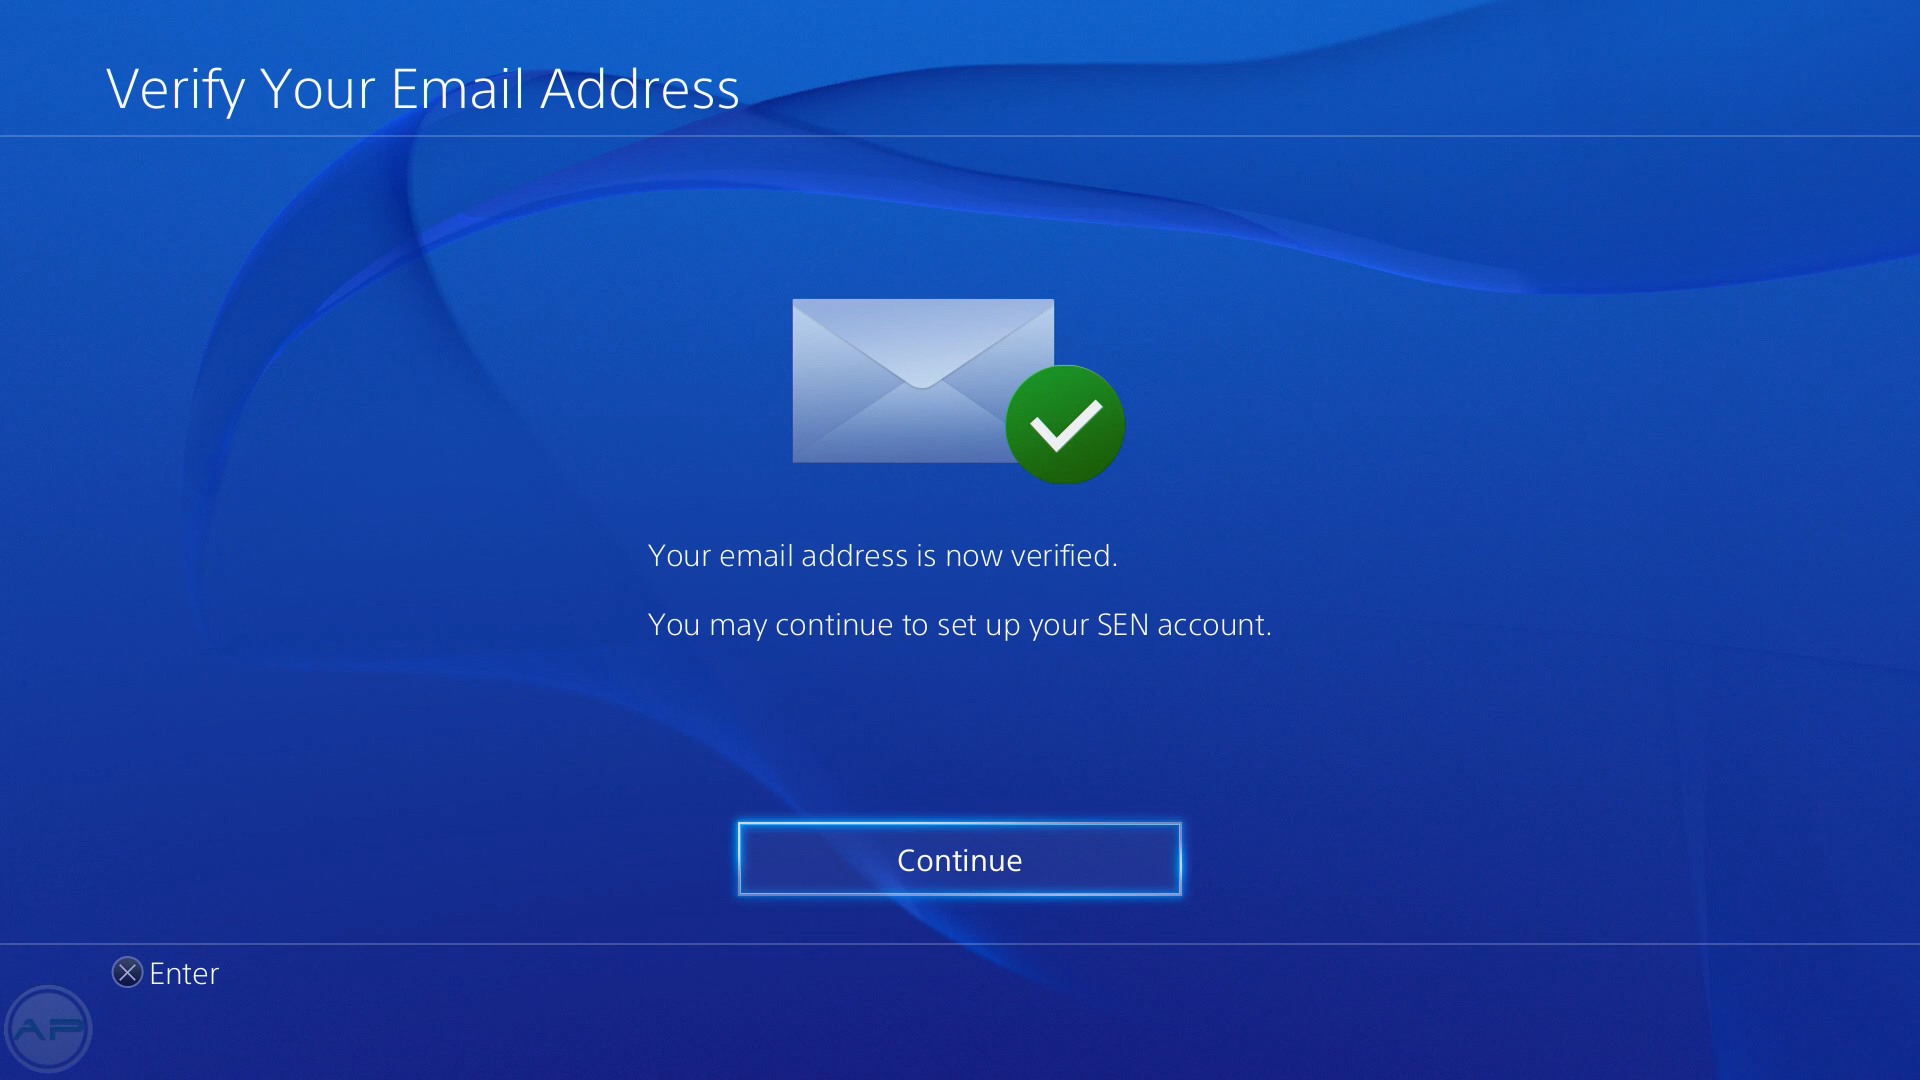 Verify Your Email Address
Your email address is now verified.
You may continue to set up your SEN account.
Continue
Enter
AP